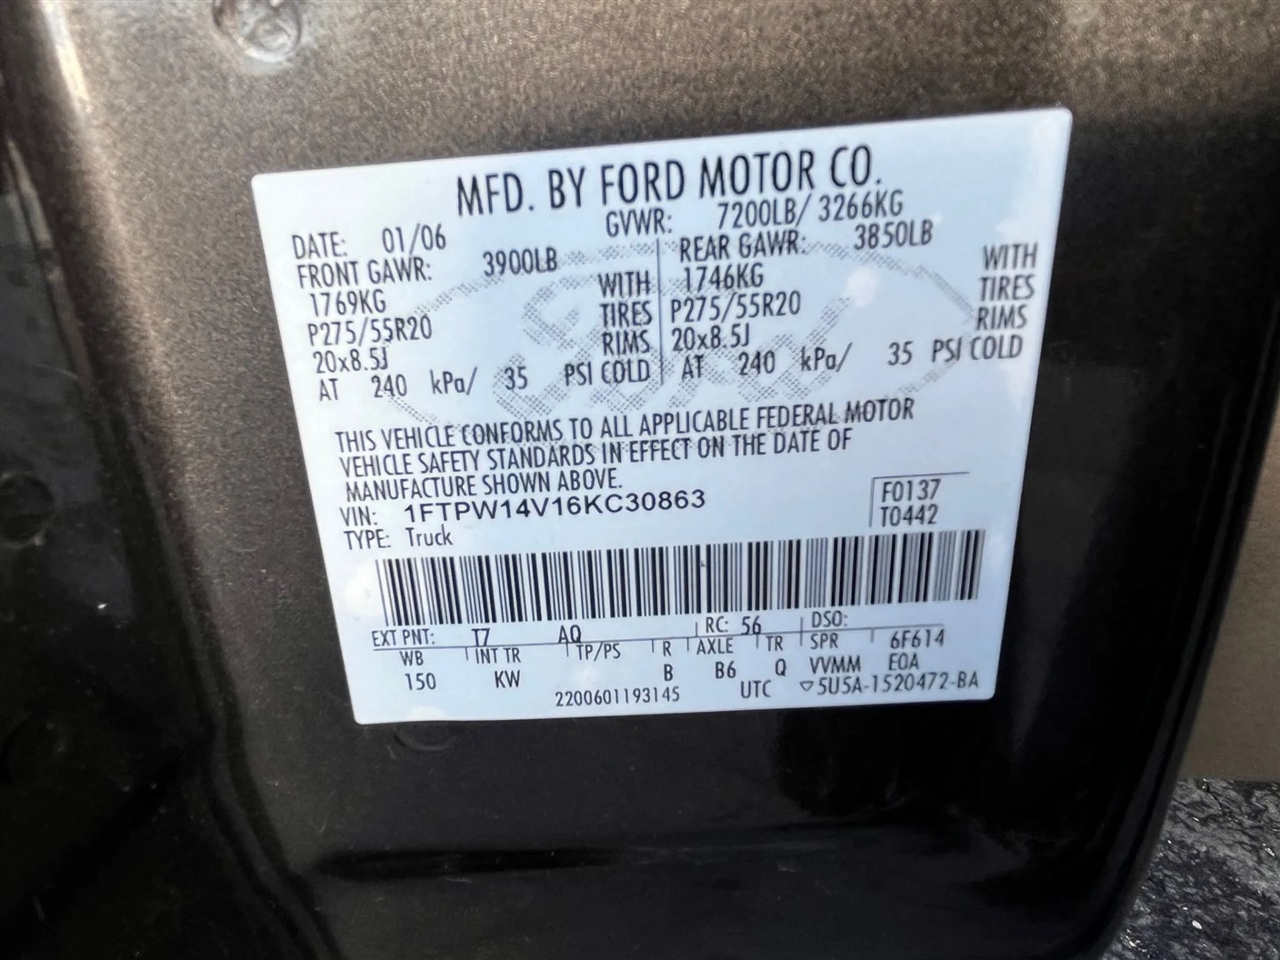 MFD. BY FORD MOTOR CO.
DATE: 01/06 GVWR: 7200LB/ 3266KG
FRONT GAWR: 3900LB REAR GAWR: 3850LB
1769KG WITH 1746KG WITH
P275/55R20 TIRES P275/55R20 TIRES
20x8.5J RIMS 20x8.5J RIMS
AT 240 kPa/ 35 PSI COLD AT 240 kPa/ 35 PSI COLD
Ford
THIS VEHICLE CONFORMS TO ALL APPLICABLE FEDERAL MOTOR
VEHICLE SAFETY STANDARDS IN EFFECT ON THE DATE OF
MANUFACTURE SHOWN ABOVE.
VIN: 1FTPW14V16KC30863 F0137
TYPE: Truck T0442
EXT PNT: T7 AQ RC: 56 DSO:
WB INT TR TP/PS R AXLE TR SPR 6F614
150 KW B B6 Q VVMM EOA
2200601193145 UTC ▽5U5A-1520472-BA